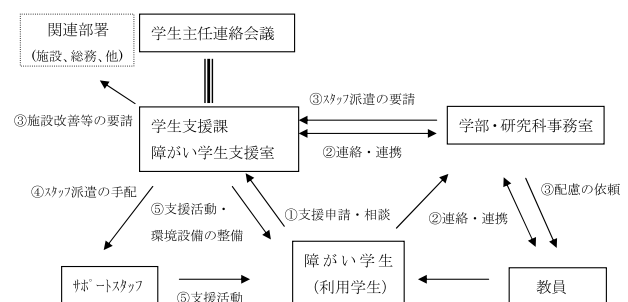 関連部署
(施設、総務、他)
学生主任連絡会議
③スタッフ派遣の要請
③施設改善等の要請
学生支援課
障がい学生支援室
学部・研究科事務室
②連絡・連携
④スタッフ派遣の手配
③配慮の依頼
⑤支援活動・
環境設備の整備
①支援申請・相談
②連絡・連携
障がい学生
(利用学生)
サポートスタッフ
⑤支援活動
教員